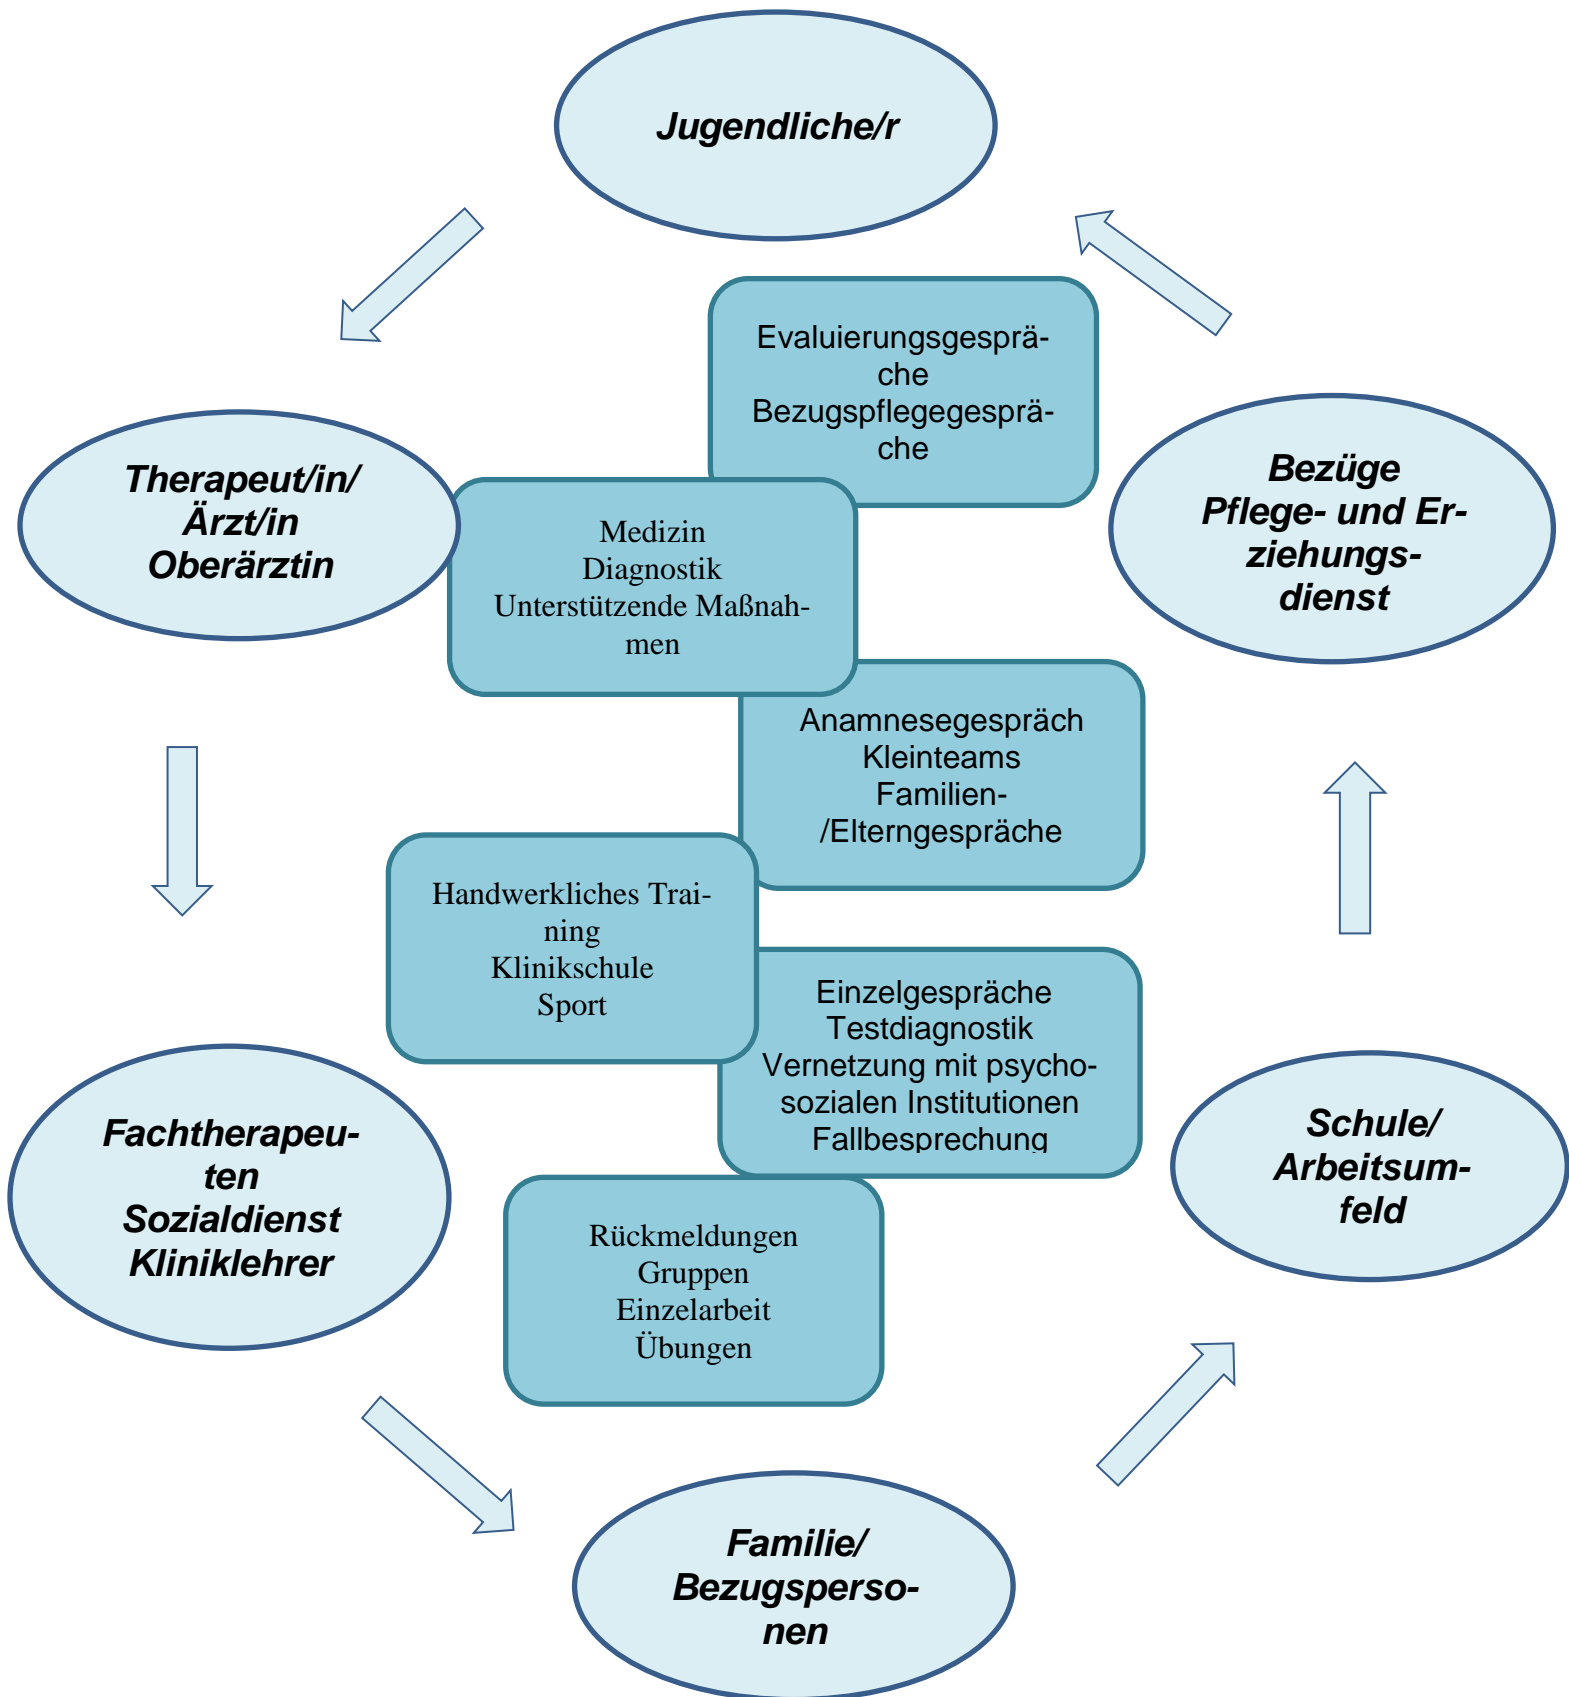 Jugendliche/r
Evaluierungsgesprä-
che
Bezugspflegegesprä-
che
Therapeut/in/
Ärzt/in
Oberärztin
Bezüge
Pflege- und Er-
ziehungs-
dienst
Medizin
Diagnostik
Unterstützende Maßnah-
men
Anamnesegespräch
Kleinteams
Familien-
/Elterngespräche
Handwerkliches Trai-
ning
Klinikschule
Sport
Einzelgespräche
Testdiagnostik
Vernetzung mit psycho-
sozialen Institutionen
Fallbesprechung
Fachtherapeu-
ten
Sozialdienst
Kliniklehrer
Schule/
Arbeitsum-
feld
Rückmeldungen
Gruppen
Einzelarbeit
Übungen
Familie/
Bezugsperso-
nen